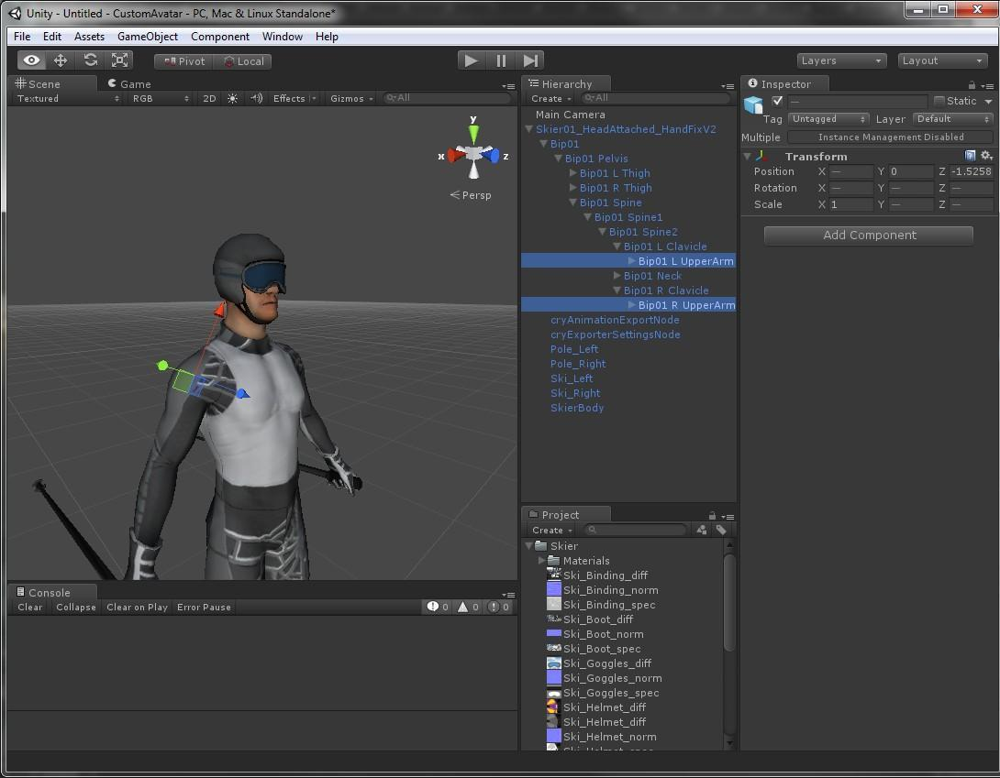 Unity - Untitled - CustomAvatar - PC, Mac & Linux Standalone*
File Edit Assets GameObject Component Window Help
Pivot Local Layers Layout
Scene Game
Textured RGB 2D Effects Gizmos All
y
x z
Persp
Console
Clear Collapse Clear on Play Error Pause 0 0 0
Hierarchy
Create All
Main Camera
Skier01_HeadAttached_HandFixV2
Bip01
Bip01 Pelvis
Bip01 L Thigh
Bip01 R Thigh
Bip01 Spine
Bip01 Spine1
Bip01 Spine2
Bip01 L Clavicle
Bip01 L UpperArm
Bip01 Neck
Bip01 R Clavicle
Bip01 R UpperArm
cryAnimationExportNode
cryExporterSettingsNode
Pole_Left
Pole_Right
Ski_Left
Ski_Right
SkierBody
Project
Create
Skier
Materials
Ski_Binding_diff
Ski_Binding_norm
Ski_Binding_spec
Ski_Boot_diff
Ski_Boot_norm
Ski_Boot_spec
Ski_Goggles_diff
Ski_Goggles_norm
Ski_Goggles_spec
Ski_Helmet_diff
Ski_Helmet_diff
Ski_Helmet_norm
Ski_Helmet_spec
Inspector
— Static
Tag Untagged Layer Default
Multiple Instance Management Disabled
Transform
Position X — Y 0 Z -1.5258
Rotation X — Y — Z —
Scale X 1 Y — Z —
Add Component